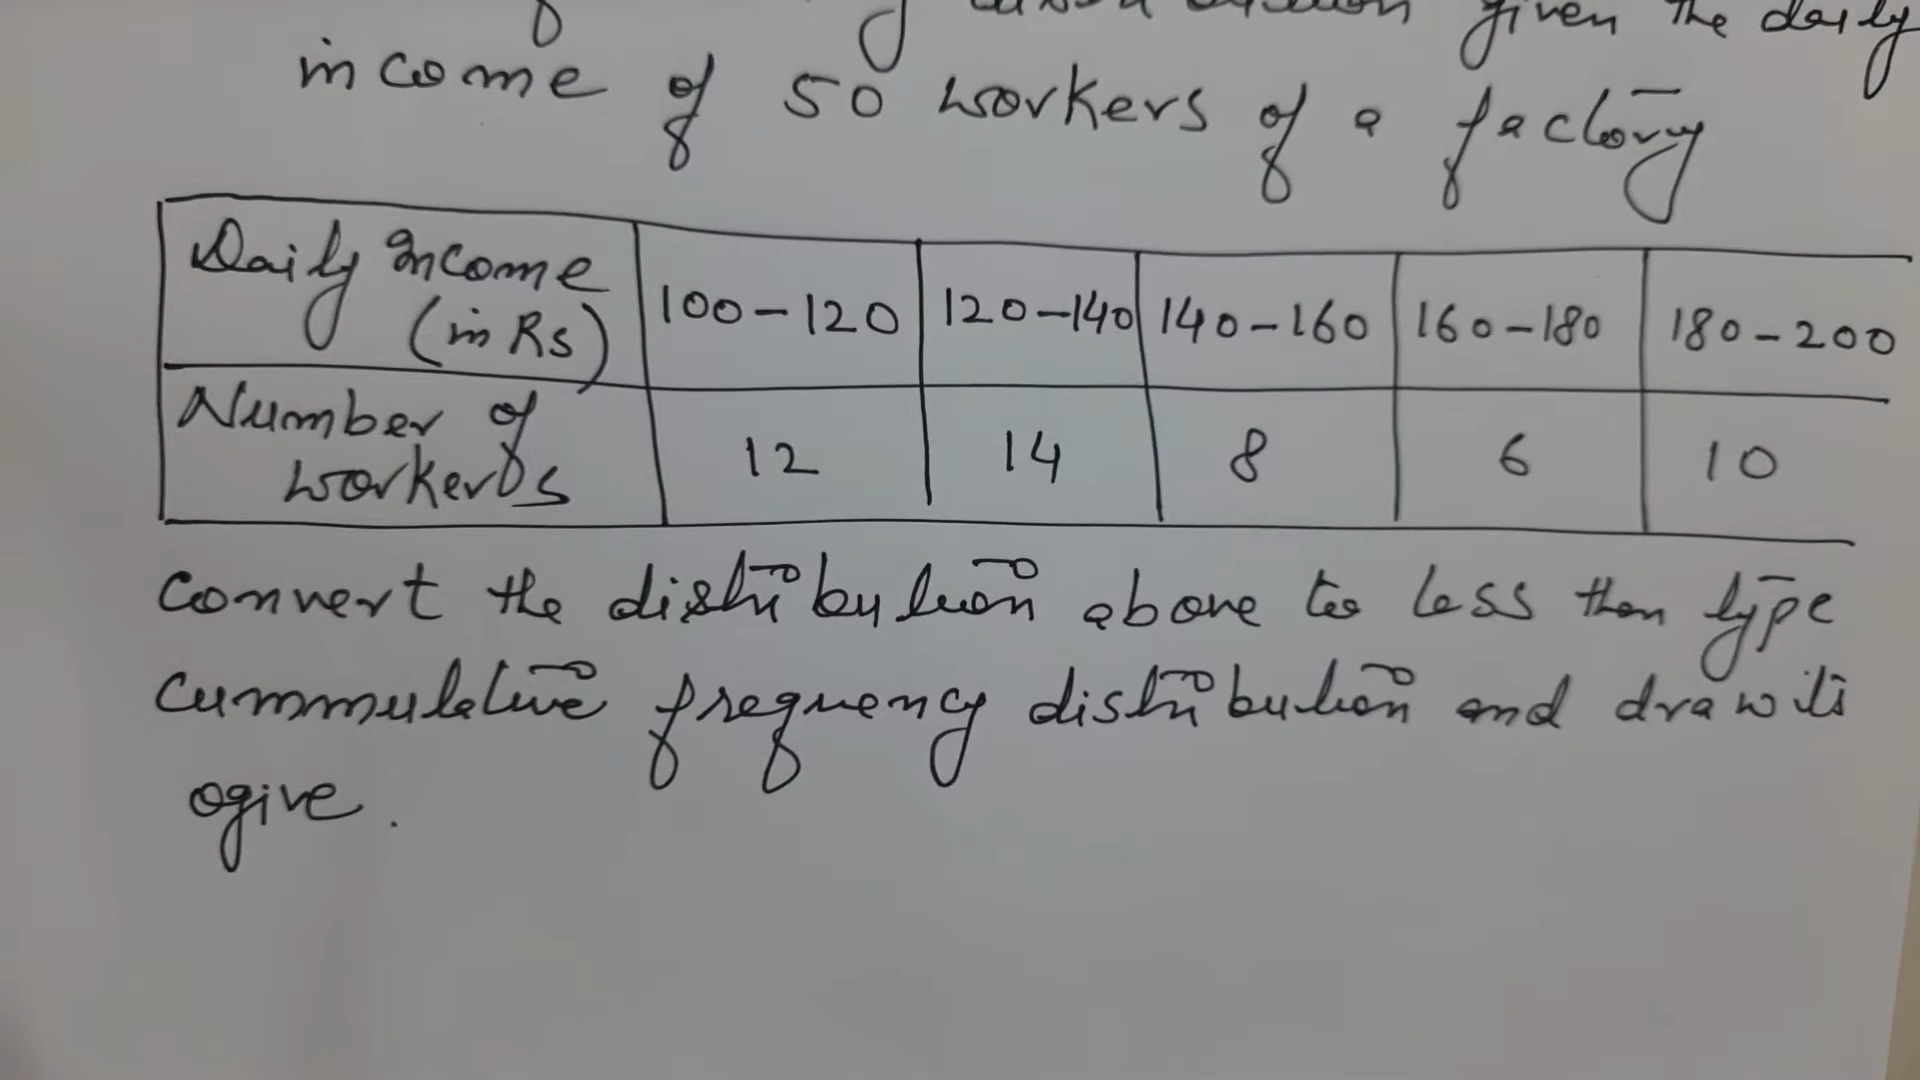 given the daily
income of 50 workers of a factory
Daily Income (in Rs) 100-120 120-140 140-160 160-180 180-200
Number of workers 12 14 8 6 10
Convert the distribution above to less than type
cummulative frequency distribution and draw its
ogive.